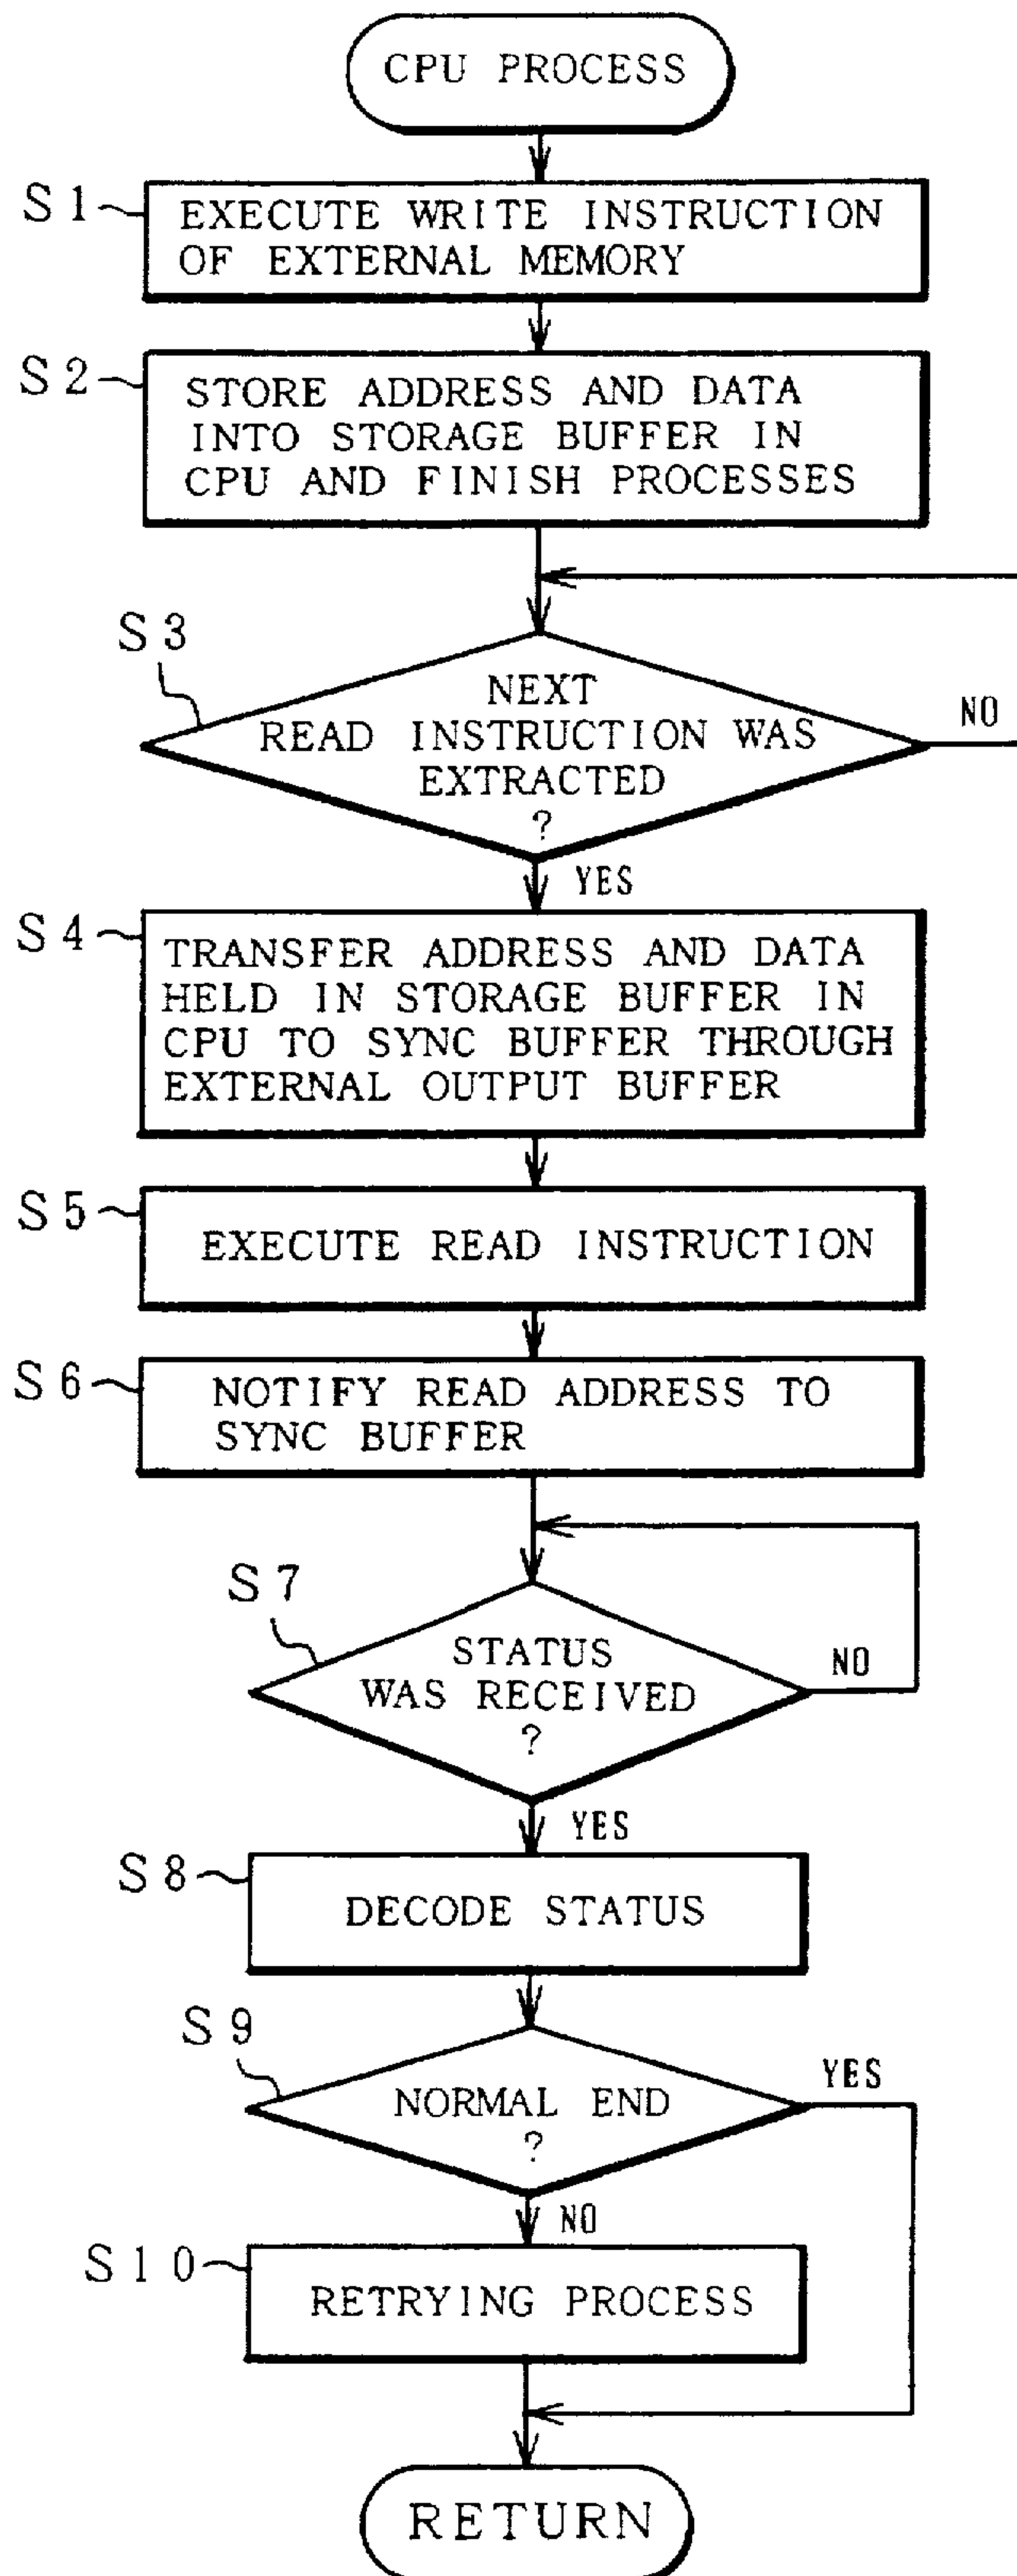 CPU PROCESS
S1
EXECUTE WRITE INSTRUCTION
OF EXTERNAL MEMORY
S2
STORE ADDRESS AND DATA
INTO STORAGE BUFFER IN
CPU AND FINISH PROCESSES
S3
NEXT
READ INSTRUCTION WAS
EXTRACTED
?
NO
YES
S4
TRANSFER ADDRESS AND DATA
HELD IN STORAGE BUFFER IN
CPU TO SYNC BUFFER THROUGH
EXTERNAL OUTPUT BUFFER
S5
EXECUTE READ INSTRUCTION
S6
NOTIFY READ ADDRESS TO
SYNC BUFFER
S7
STATUS
WAS RECEIVED
?
NO
YES
S8
DECODE STATUS
S9
NORMAL END
?
YES
NO
S10
RETRYING PROCESS
RETURN